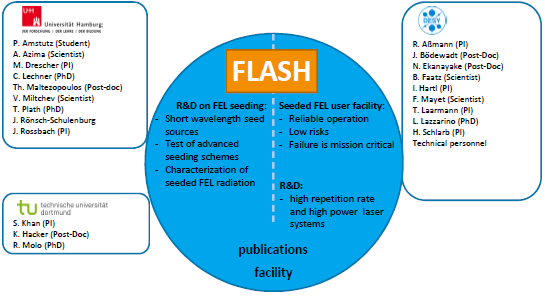 UH
Universität Hamburg
DER FORSCHUNG | DER LEHRE | DER BILDUNG
P. Amstutz (Student)
A. Azima (Scientist)
M. Drescher (PI)
C. Lechner (PhD)
Th. Maltezopoulos (Post-doc)
V. Miltchev (Scientist)
T. Plath (PhD)
J. Rönsch-Schulenburg
J. Rossbach (PI)
tu technische universität
dortmund
S. Khan (PI)
K. Hacker (Post-Doc)
R. Molo (PhD)
FLASH
R&D on FEL seeding:
- Short wavelength seed
sources
- Test of advanced
seeding schemes
- Characterization of
seeded FEL radiation
Seeded FEL user facility:
- Reliable operation
- Low risks
- Failure is mission critical
R&D:
- high repetition rate
and high power laser
systems
publications
facility
DESY
R. Aßmann (PI)
J. Bödewadt (Post-Doc)
N. Ekanayake (Post-Doc)
B. Faatz (Scientist)
I. Hartl (PI)
F. Mayet (Scientist)
T. Laarmann (PI)
L. Lazzarino (PhD)
H. Schlarb (PI)
Technical personnel